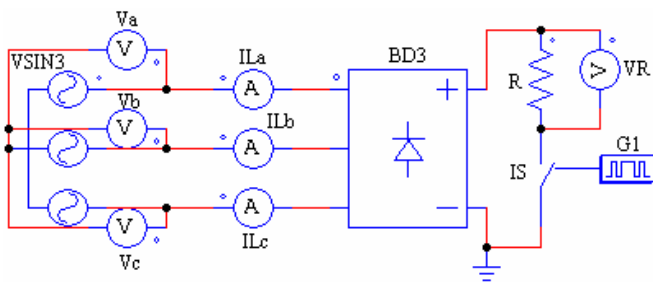 Va
VSIN3
V
ILa
A
BD3
+
R
V
VR
Vb
V
ILb
A
G1
IS
V
A
−
Vc
ILc